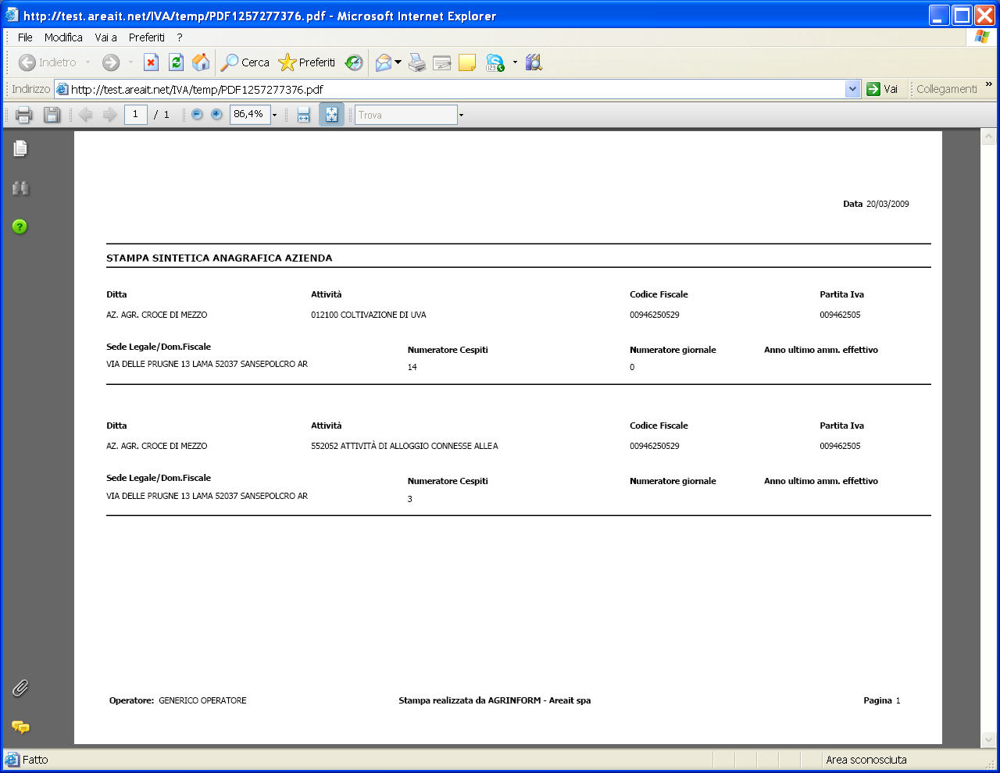 http://test.areait.net/IVA/temp/PDF1257277376.pdf - Microsoft Internet Explorer
File Modifica Vai a Preferiti ?
Indietro Cerca Preferiti
Indirizzo http://test.areait.net/IVA/temp/PDF1257277376.pdf Vai Collegamenti »
1 / 1 86,4% Trova
Data 20/03/2009
STAMPA SINTETICA ANAGRAFICA AZIENDA
Ditta Attività Codice Fiscale Partita Iva
AZ. AGR. CROCE DI MEZZO 012100 COLTIVAZIONE DI UVA 00946250529 009462505
Sede Legale/Dom.Fiscale Numeratore Cespiti Numeratore giornale Anno ultimo amm. effettivo
VIA DELLE PRUGNE 13 LAMA 52037 SANSEPOLCRO AR 14 0
Ditta Attività Codice Fiscale Partita Iva
AZ. AGR. CROCE DI MEZZO 552052 ATTIVITÀ DI ALLOGGIO CONNESSE ALLE A 00946250529 009462505
Sede Legale/Dom.Fiscale Numeratore Cespiti Numeratore giornale Anno ultimo amm. effettivo
VIA DELLE PRUGNE 13 LAMA 52037 SANSEPOLCRO AR 3
Operatore: GENERICO OPERATORE Stampa realizzata da AGRINFORM - Areait spa Pagina 1
Fatto Area sconosciuta